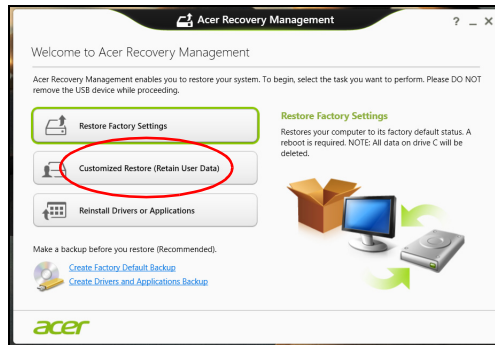 Acer Recovery Management
Welcome to Acer Recovery Management
Acer Recovery Management enables you to restore your system. To begin, select the task you want to perform. Please DO NOT
remove the USB device while proceeding.
Restore Factory Settings
Customized Restore (Retain User Data)
Reinstall Drivers or Applications
Restore Factory Settings
Restores your computer to its factory default status. A
reboot is required. NOTE: All data on drive C will be
deleted.
Make a backup before you restore (Recommended).
Create Factory Default Backup
Create Drivers and Applications Backup
acer